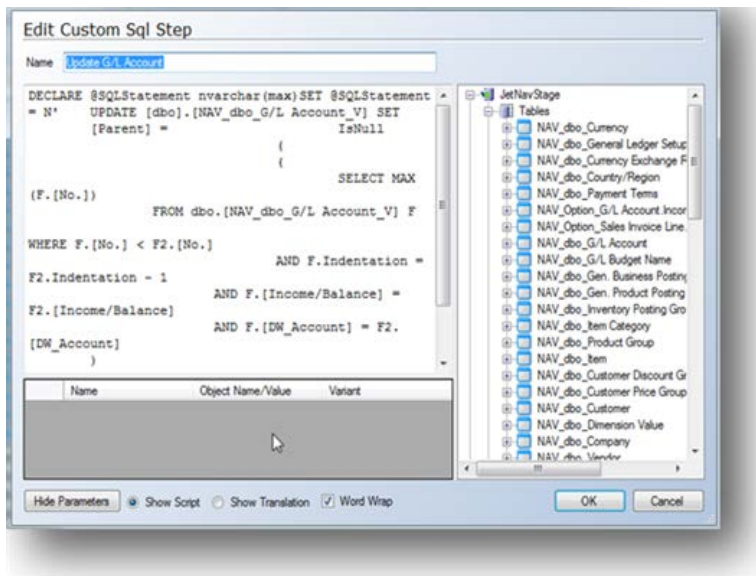 Edit Custom Sql Step
Name Update G/L Account
DECLARE @SQLStatement nvarchar(max)SET @SQLStatement
= N' UPDATE [dbo].[NAV_dbo_G/L Account_V] SET
[Parent] = IsNull
(
(
SELECT MAX
(F.[No.])
FROM dbo.[NAV_dbo_G/L Account_V] F
WHERE F.[No.] < F2.[No.]
AND F.Indentation =
F2.Indentation - 1
AND F.[Income/Balance] =
F2.[Income/Balance]
AND F.[DW_Account] = F2.
[DW_Account]
)
Name Object Name/Value Variant
JetNavStage
Tables
NAV_dbo_Currency
NAV_dbo_General Ledger Setup
NAV_dbo_Currency Exchange R
NAV_dbo_Country/Region
NAV_dbo_Payment Terms
NAV_Option_G/L Account.Incor
NAV_Option_Sales Invoice Line.
NAV_dbo_G/L Account
NAV_dbo_G/L Budget Name
NAV_dbo_Gen. Business Posting
NAV_dbo_Gen. Product Posting
NAV_dbo_Inventory Posting Gro
NAV_dbo_Item Category
NAV_dbo_Product Group
NAV_dbo_Item
NAV_dbo_Customer Discount Gr
NAV_dbo_Customer Price Group
NAV_dbo_Customer
NAV_dbo_Dimension Value
NAV_dbo_Company
NAV_dbo_Vendor
Hide Parameters Show Script Show Translation Word Wrap OK Cancel